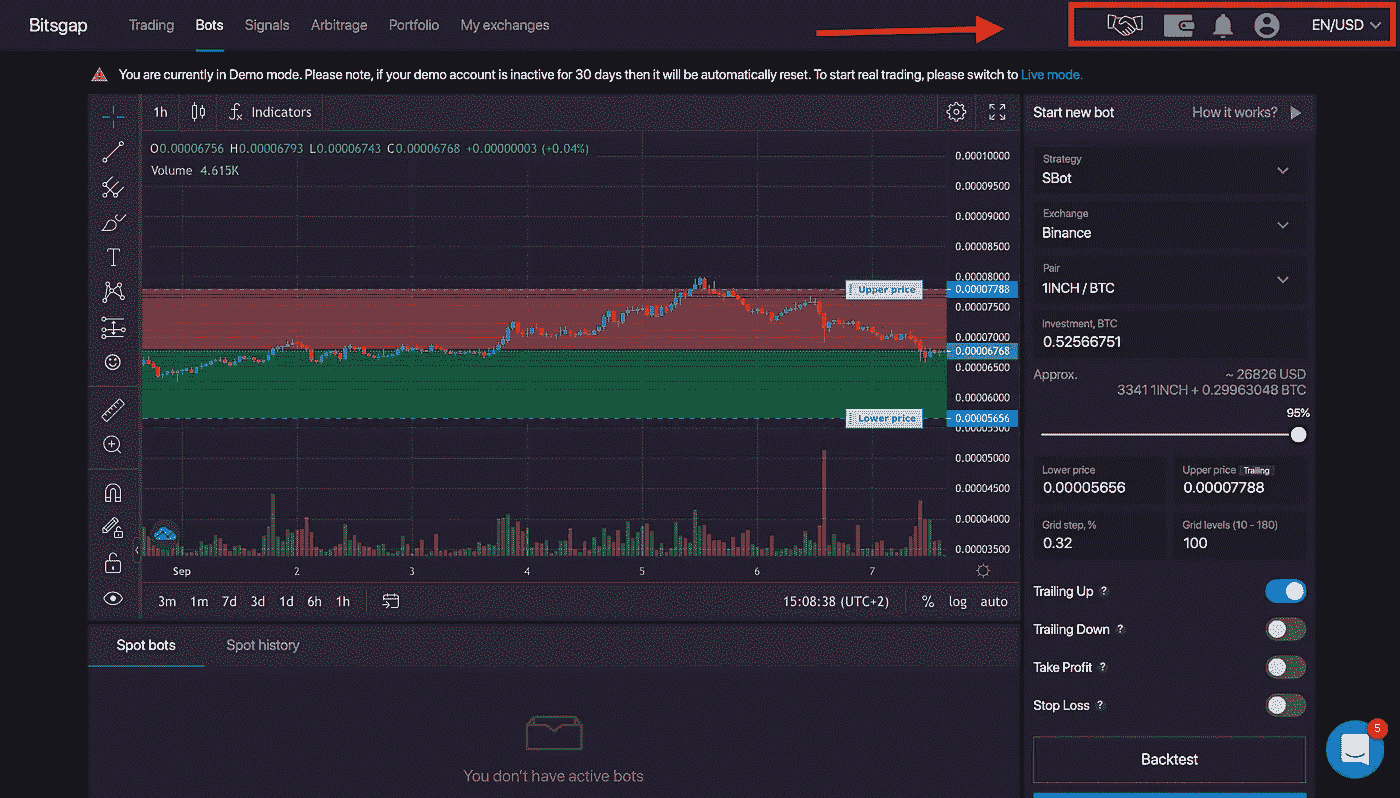 Bitsgap Trading Bots Signals Arbitrage Portfolio My exchanges EN/USD
You are currently in Demo mode. Please note, if your demo account is inactive for 30 days then it will be automatically reset. To start real trading, please switch to Live mode.
1h Indicators
O0.00006756 H0.00006793 L0.00006743 C0.00006768 +0.00000003 (+0.04%)
Volume 4.615K
0.00010000
0.00009500
0.00009000
0.00008500
0.00008000
Upper price 0.00007788
0.00007500
0.00007000
0.00006768
0.00006500
0.00006000
Lower price 0.00005656
0.00005500
0.00005000
0.00004500
0.00004000
0.00003500
Sep 2 3 4 5 6 7
3m 1m 7d 3d 1d 6h 1h 15:08:38 (UTC+2) % log auto
Spot bots Spot history
You don't have active bots
Start new bot How it works?
Strategy
SBot
Exchange
Binance
Pair
1INCH / BTC
Investment, BTC
0.52566751
Approx. ~ 26826 USD
3341 1INCH + 0.29963048 BTC
95%
Lower price Upper price Trailing
0.00005656 0.00007788
Grid step, % Grid levels (10 - 180)
0.32 100
Trailing Up ?
Trailing Down ?
Take Profit ?
Stop Loss ?
Backtest
5